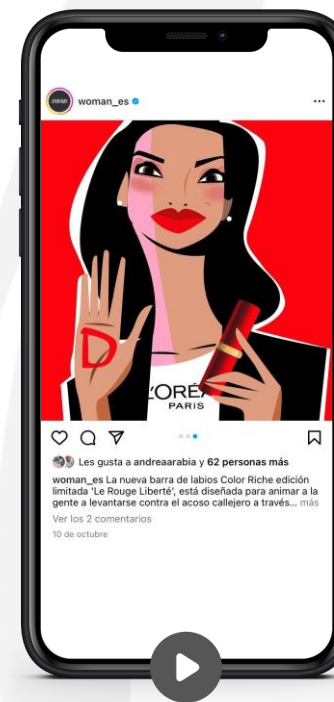 woman_es
D
L'ORÉA
PARIS
Les gusta a andreaarabia y 62 personas más
woman_es La nueva barra de labios Color Riche edición
limitada 'Le Rouge Liberté', está diseñada para animar a la
gente a levantarse contra el acoso callejero a través... más
Ver los 2 comentarios
10 de octubre